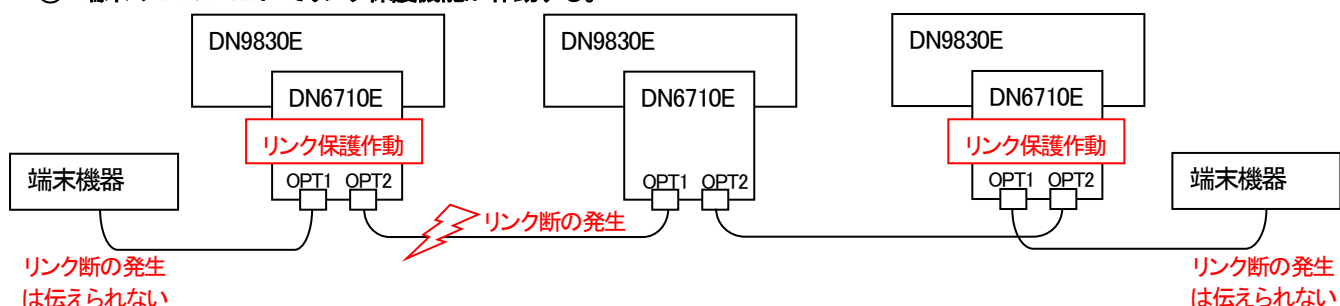 DN9830E
DN9830E
DN9830E
DN6710E
DN6710E
DN6710E
リンク保護作動
リンク保護作動
端末機器
OPT1 OPT2
OPT1 OPT2
OPT1 OPT2
端末機器
リンク断の発生
リンク断の発生
は伝えられない
リンク断の発生
は伝えられない